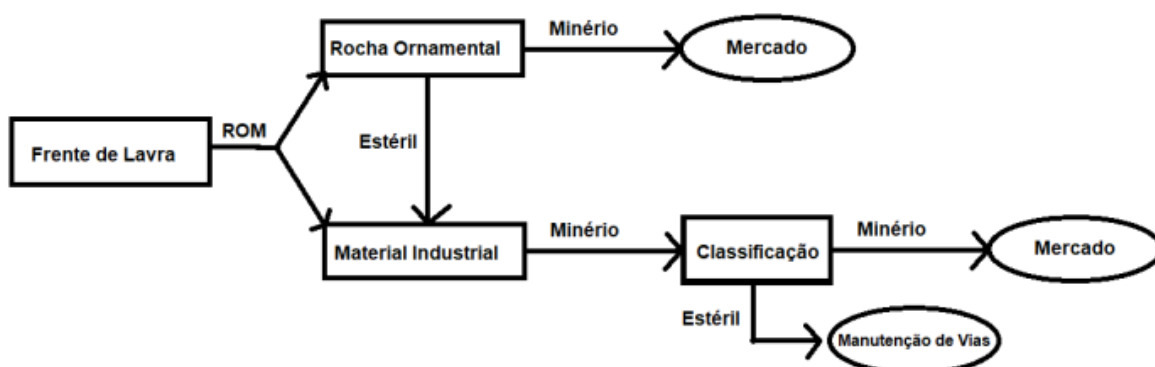 Minério
Rocha Ornamental
Mercado
ROM
Estéril
Frente de Lavra
Minério
Minério
Material Industrial
Classificação
Mercado
Estéril
Manutenção de Vias